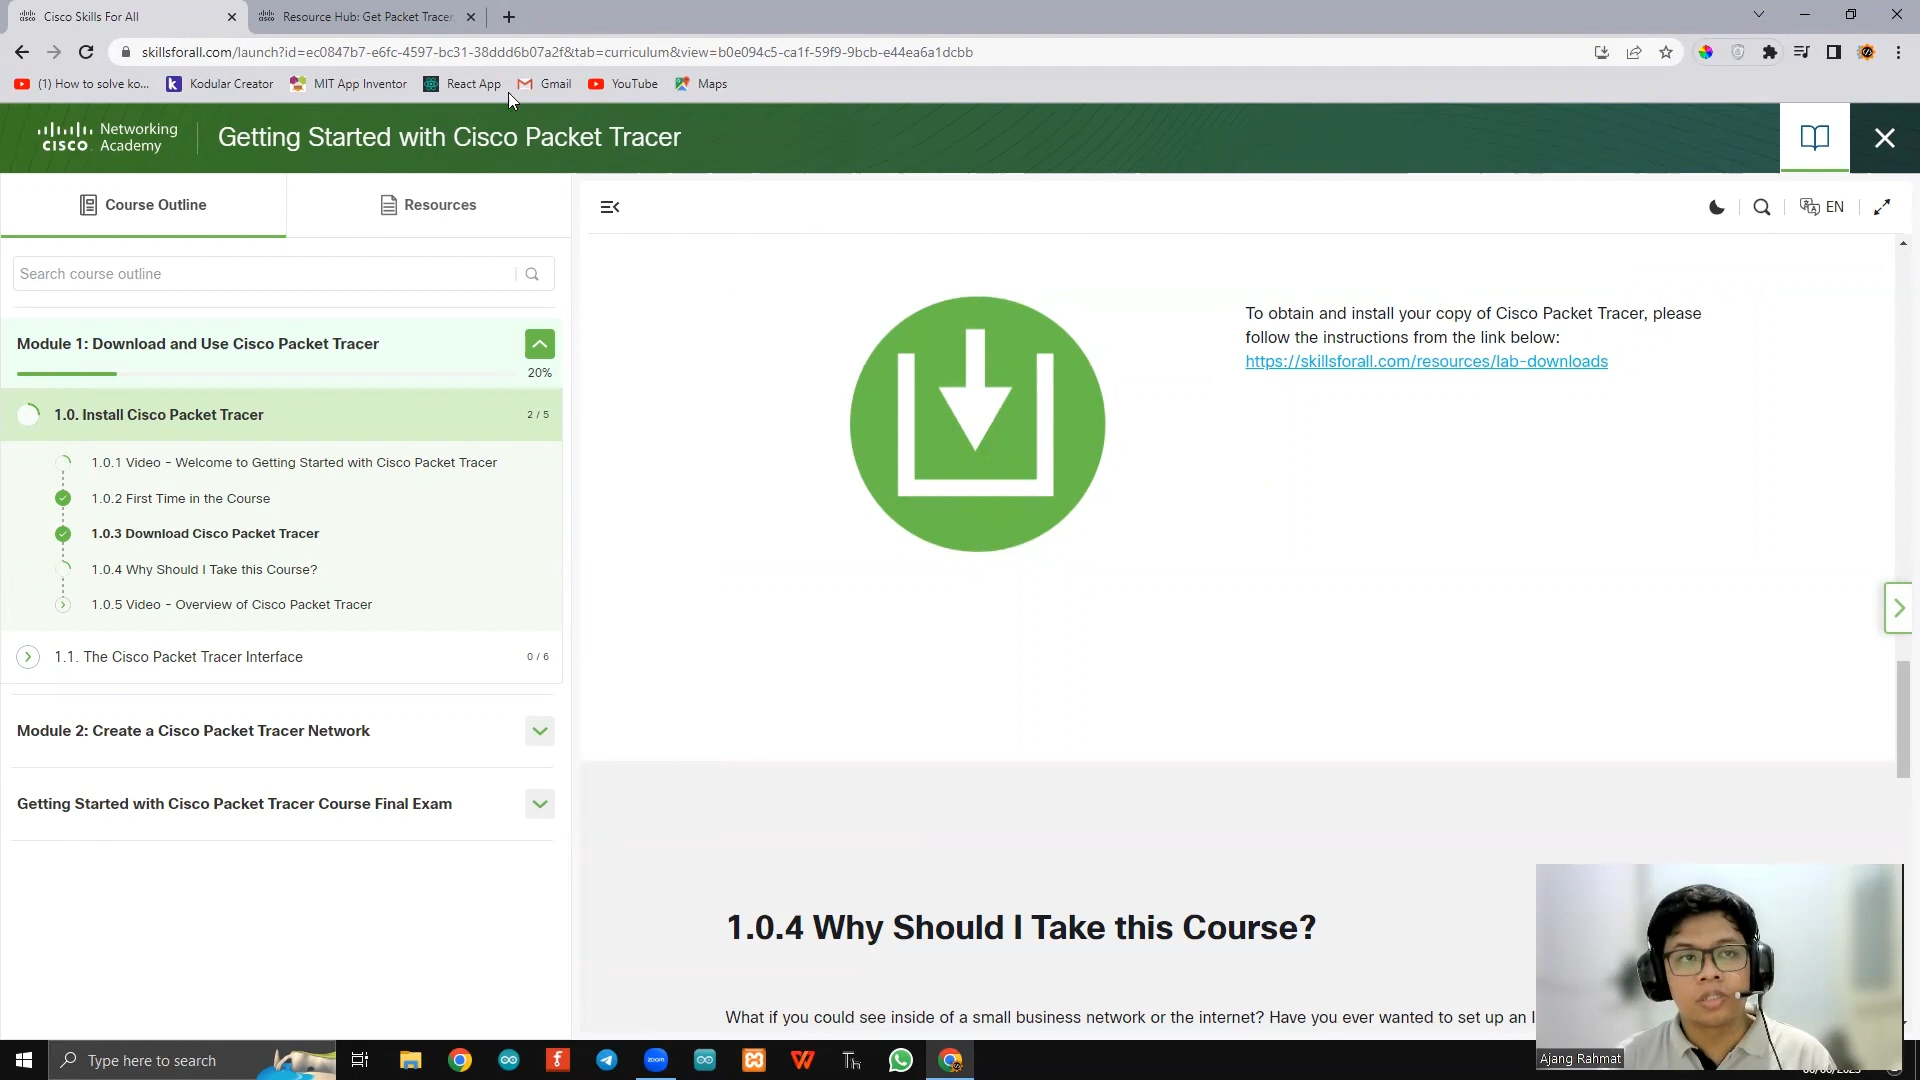 Cisco Skills For All
Resource Hub: Get Packet Tracer,
skillsforall.com/launch?id=ec0847b7-e6fc-4597-bc31-38ddd6b07a2f&tab=curriculum&view=b0e094c5-ca1f-59f9-9bcb-e44ea6a1dcbb
(1) How to solve ko...
Kodular Creator
MIT App Inventor
React App
Gmail
YouTube
Maps
CISCO Networking Academy
Getting Started with Cisco Packet Tracer
Course Outline
Resources
EN
Search course outline
Module 1: Download and Use Cisco Packet Tracer
20%
1.0. Install Cisco Packet Tracer
2 / 5
1.0.1 Video - Welcome to Getting Started with Cisco Packet Tracer
1.0.2 First Time in the Course
1.0.3 Download Cisco Packet Tracer
1.0.4 Why Should I Take this Course?
1.0.5 Video - Overview of Cisco Packet Tracer
1.1. The Cisco Packet Tracer Interface
0 / 6
Module 2: Create a Cisco Packet Tracer Network
Getting Started with Cisco Packet Tracer Course Final Exam
To obtain and install your copy of Cisco Packet Tracer, please
follow the instructions from the link below:
https://skillsforall.com/resources/lab-downloads
1.0.4 Why Should I Take this Course?
What if you could see inside of a small business network or the internet? Have you ever wanted to set up an I
Ajang Rahmat
Type here to search
zoom